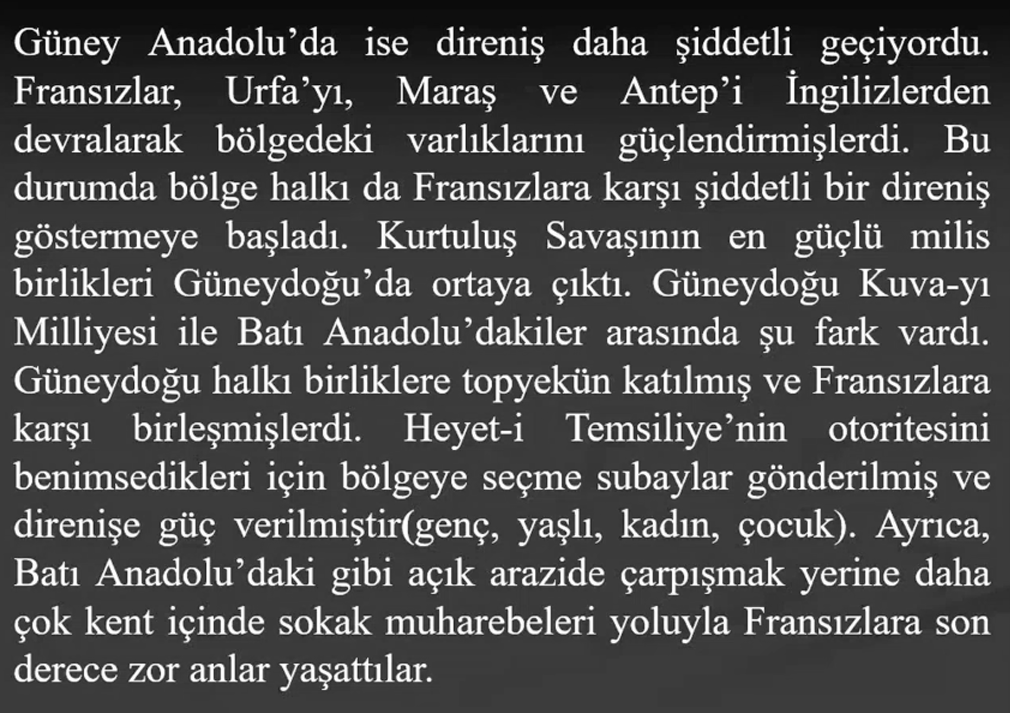 Güney Anadolu’da ise direniş daha şiddetli geçiyordu.
Fransızlar, Urfa’yı, Maraş ve Antep’i İngilizlerden
devralarak bölgedeki varlıklarını güçlendirmişlerdi. Bu
durumda bölge halkı da Fransızlara karşı şiddetli bir direniş
göstermeye başladı. Kurtuluş Savaşının en güçlü milis
birlikleri Güneydoğu’da ortaya çıktı. Güneydoğu Kuva-yı
Milliyesi ile Batı Anadolu’dakiler arasında şu fark vardı.
Güneydoğu halkı birliklere topyekün katılmış ve Fransızlara
karşı birleşmişlerdi. Heyet-i Temsiliye’nin otoritesini
benimsedikleri için bölgeye seçme subaylar gönderilmiş ve
direnişe güç verilmiştir(genç, yaşlı, kadın, çocuk). Ayrıca,
Batı Anadolu’daki gibi açık arazide çarpışmak yerine daha
çok kent içinde sokak muharebeleri yoluyla Fransızlara son
derece zor anlar yaşattılar.